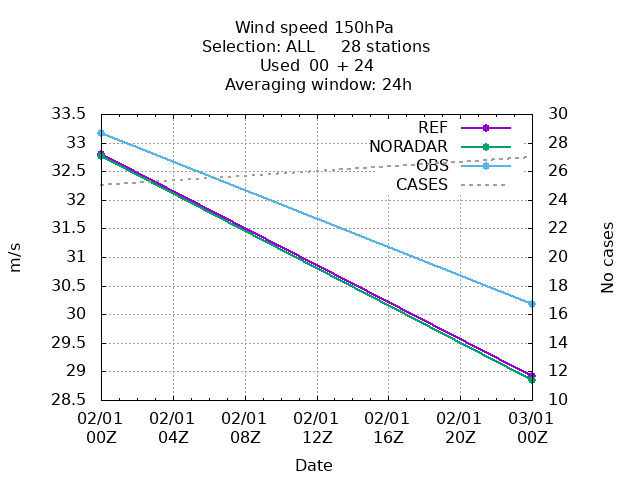 Wind speed 150hPa
Selection: ALL 28 stations
Used 00 + 24
Averaging window: 24h
33.5
33
32.5
32
31.5
31
30.5
30
29.5
29
28.5
30
28
26
24
22
20
18
16
14
12
10
REF
NORADAR
OBS
CASES
m/s
No cases
02/01 02/01 02/01 02/01 02/01 02/01 03/01
00Z 04Z 08Z 12Z 16Z 20Z 00Z
Date